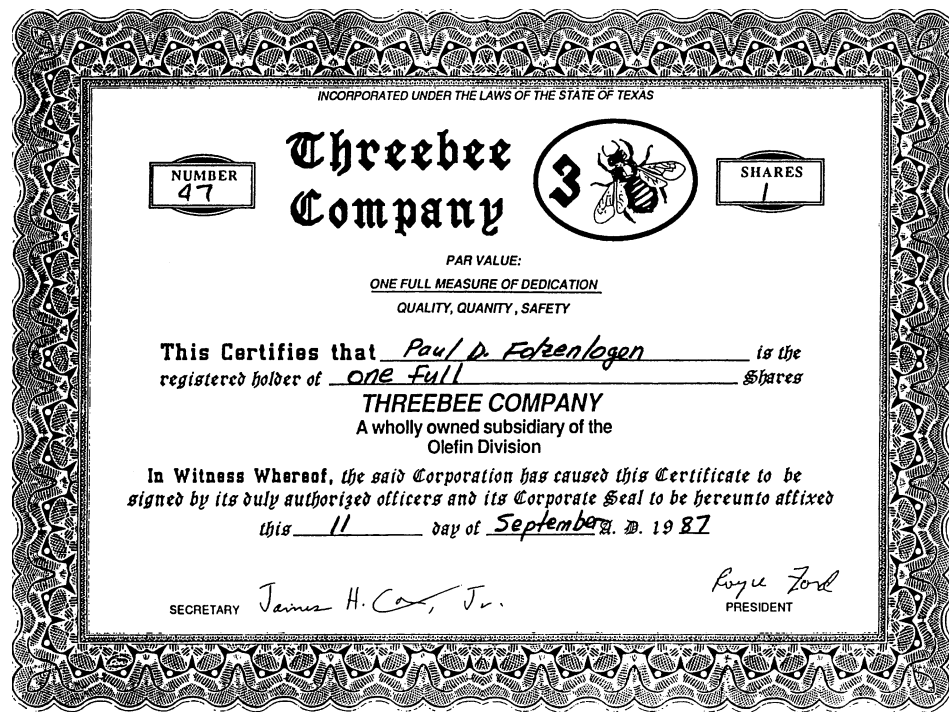 INCORPORATED UNDER THE LAWS OF THE STATE OF TEXAS
Threebee
Company
3
NUMBER
47
SHARES
1
PAR VALUE:
ONE FULL MEASURE OF DEDICATION
QUALITY, QUANITY, SAFETY
This Certifies that Paul D. Fotzenlogen is the
registered holder of one full Shares
THREEBEE COMPANY
A wholly owned subsidiary of the
Olefin Division
In Witness Whereof, the said Corporation has caused this Certificate to be
signed by its duly authorized officers and its Corporate Seal to be hereunto affixed
this 11 day of September A. D. 1987
SECRETARY James H. Cox, Jr.
Royce Ford
PRESIDENT